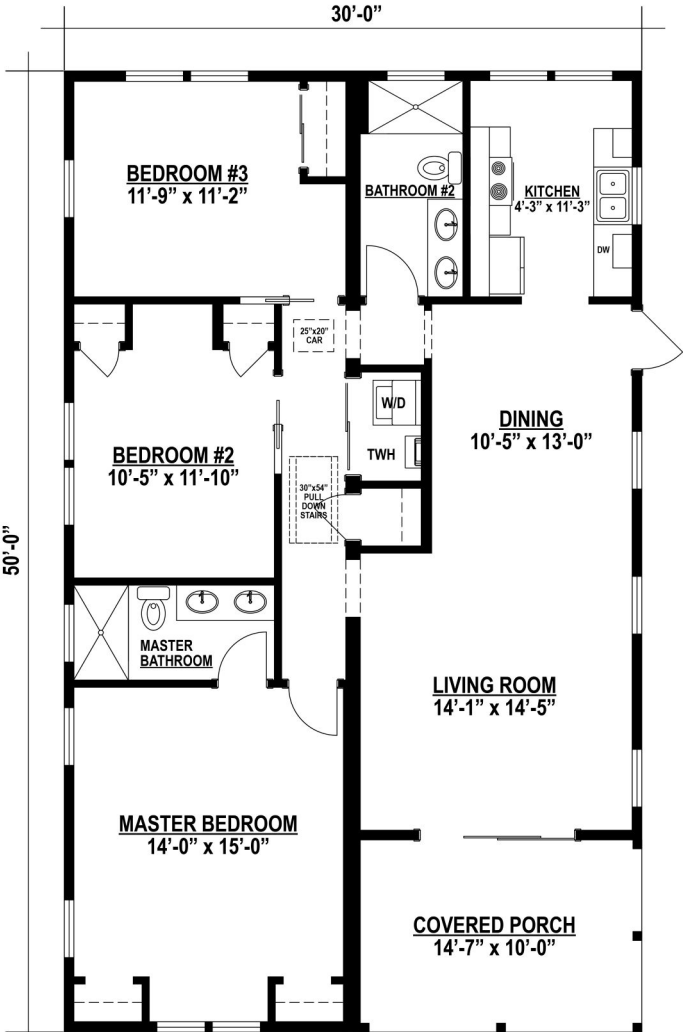 30'-0"
BEDROOM #3
11'-9" x 11'-2"
BATHROOM #2
KITCHEN
4'-3" x 11'-3"
DW
25"x20"
CAR
W/D
TWH
DINING
10'-5" x 13'-0"
BEDROOM #2
10'-5" x 11'-10"
30"x54"
PULL
DOWN
STAIRS
50'-0"
MASTER
BATHROOM
LIVING ROOM
14'-1" x 14'-5"
MASTER BEDROOM
14'-0" x 15'-0"
COVERED PORCH
14'-7" x 10'-0"